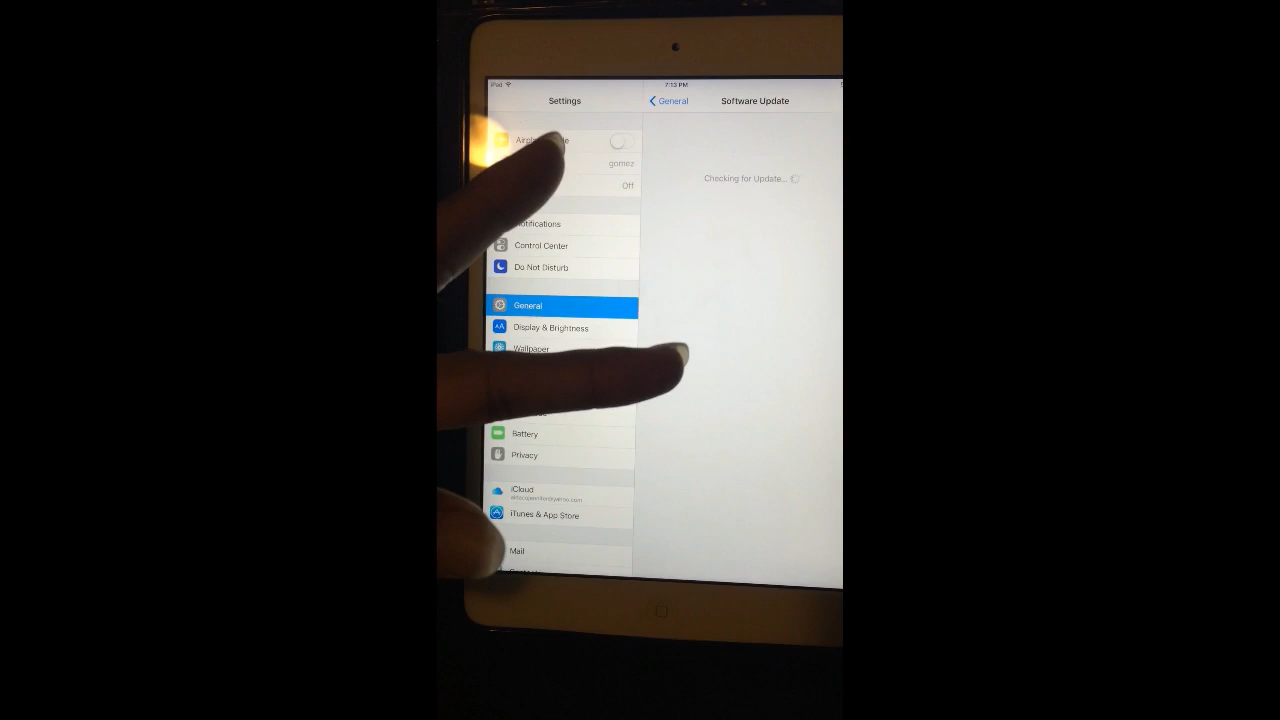 iPad
7:13 PM
Settings
General
Software Update
gomez
Off
Checking for Update...
Notifications
Control Center
Do Not Disturb
General
Display & Brightness
Wallpaper
Battery
Privacy
iCloud
iTunes & App Store
Mail